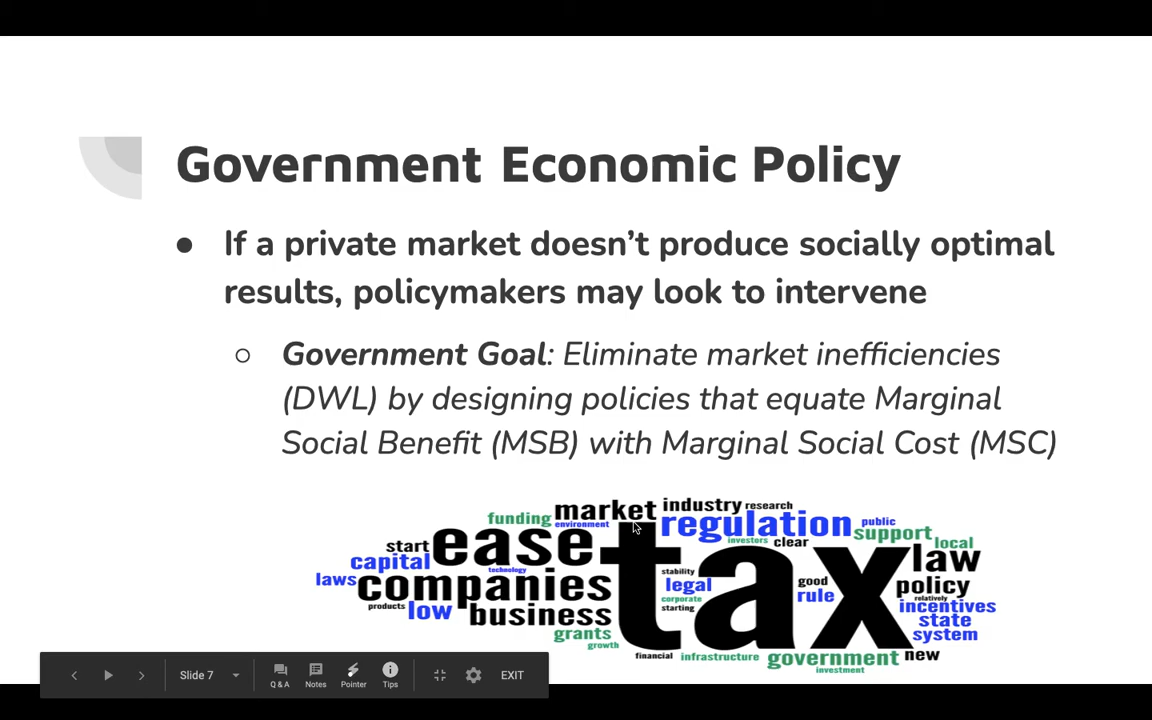 Government Economic Policy
● If a private market doesn't produce socially optimal
results, policymakers may look to intervene
○ Government Goal: Eliminate market inefficiencies
(DWL) by designing policies that equate Marginal
Social Benefit (MSB) with Marginal Social Cost (MSC)
market industry research
funding environment regulation public
start ease investors clear support local
capital technology stability law
laws companies legal good policy
products low business corporate rule relatively
starting incentives
grants state
growth system
tax
financial infrastructure government new
investment
Slide 7 Q & A Notes Pointer Tips EXIT